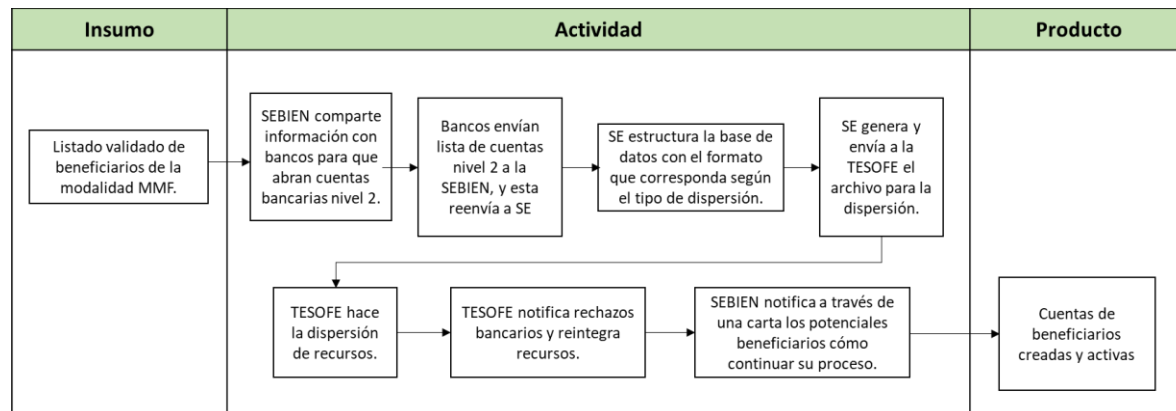 Insumo
Actividad
Producto
Listado validado de
beneficiarios de la
modalidad MMF.
SEBIEN comparte
información con
bancos para que
abran cuentas
bancarias nivel 2.
Bancos envían
lista de cuentas
nivel 2 a la
SEBIEN, y esta
reenvía a SE
SE estructura la base de
datos con el formato
que corresponda según
el tipo de dispersión.
SE genera y
envía a la
TESOFE el
archivo para la
dispersión.
TESOFE hace
la dispersión
de recursos.
TESOFE notifica rechazos
bancarios y reintegra
recursos.
SEBIEN notifica a través de
una carta los potenciales
beneficiarios cómo
continuar su proceso.
Cuentas de
beneficiarios
creadas y activas